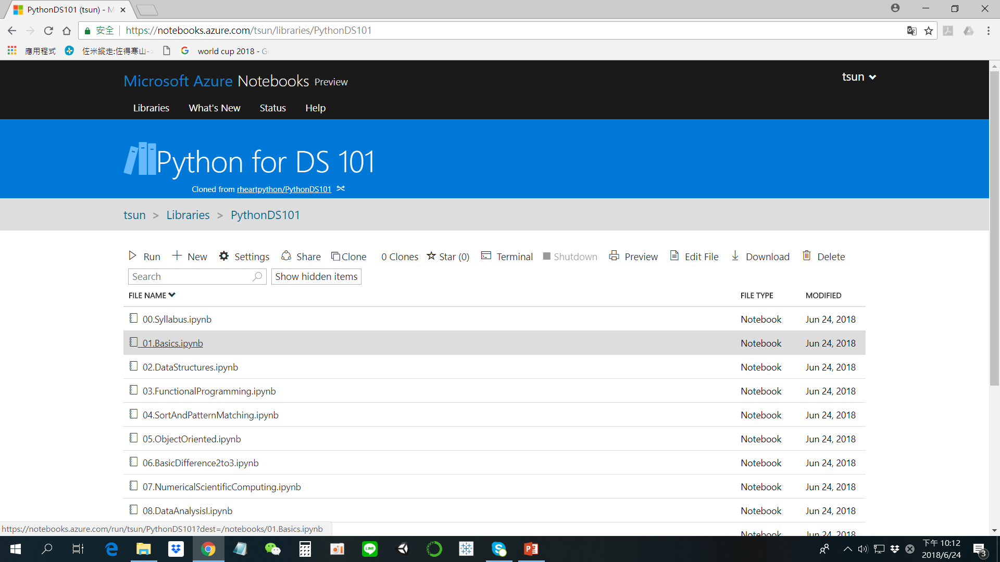 PythonDS101 (tsun) - M
安全 https://notebooks.azure.com/tsun/libraries/PythonDS101
應用程式 佐米縱走:佐得寒山-> world cup 2018 - G
Microsoft Azure Notebooks Preview
tsun
Libraries What's New Status Help
Python for DS 101
Cloned from rheartpython/PythonDS101
tsun > Libraries > PythonDS101
Run New Settings Share Clone 0 Clones Star (0) Terminal Shutdown Preview Edit File Download Delete
Search Show hidden items
FILE NAME FILE TYPE MODIFIED
00.Syllabus.ipynb Notebook Jun 24, 2018
01.Basics.ipynb Notebook Jun 24, 2018
02.DataStructures.ipynb Notebook Jun 24, 2018
03.FunctionalProgramming.ipynb Notebook Jun 24, 2018
04.SortAndPatternMatching.ipynb Notebook Jun 24, 2018
05.ObjectOriented.ipynb Notebook Jun 24, 2018
06.BasicDifference2to3.ipynb Notebook Jun 24, 2018
07.NumericalScientificComputing.ipynb Notebook Jun 24, 2018
08.DataAnalysisI.ipynb Notebook Jun 24, 2018
Notebook Jun 24, 2018
https://notebooks.azure.com/run/tsun/PythonDS101?dest=/notebooks/01.Basics.ipynb
LINE
下午 10:12
2018/6/24
3